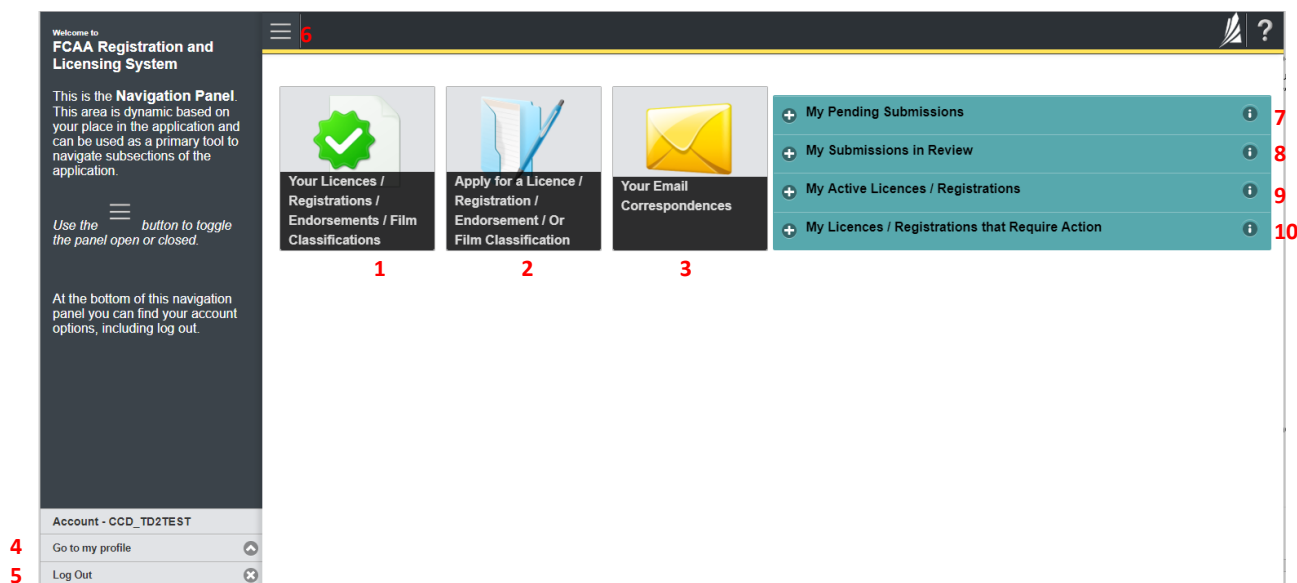 Welcome to
FCAA Registration and
Licensing System
This is the Navigation Panel.
This area is dynamic based on
your place in the application and
can be used as a primary tool to
navigate subsections of the
application.
Use the button to toggle
the panel open or closed.
At the bottom of this navigation
panel you can find your account
options, including log out.
Account - CCD_TD2TEST
4 Go to my profile
5 Log Out
6
?
Your Licences /
Registrations /
Endorsements / Film
Classifications
1
Apply for a Licence /
Registration /
Endorsement / Or
Film Classification
2
Your Email
Correspondences
3
My Pending Submissions 7
My Submissions in Review 8
My Active Licences / Registrations 9
My Licences / Registrations that Require Action 10